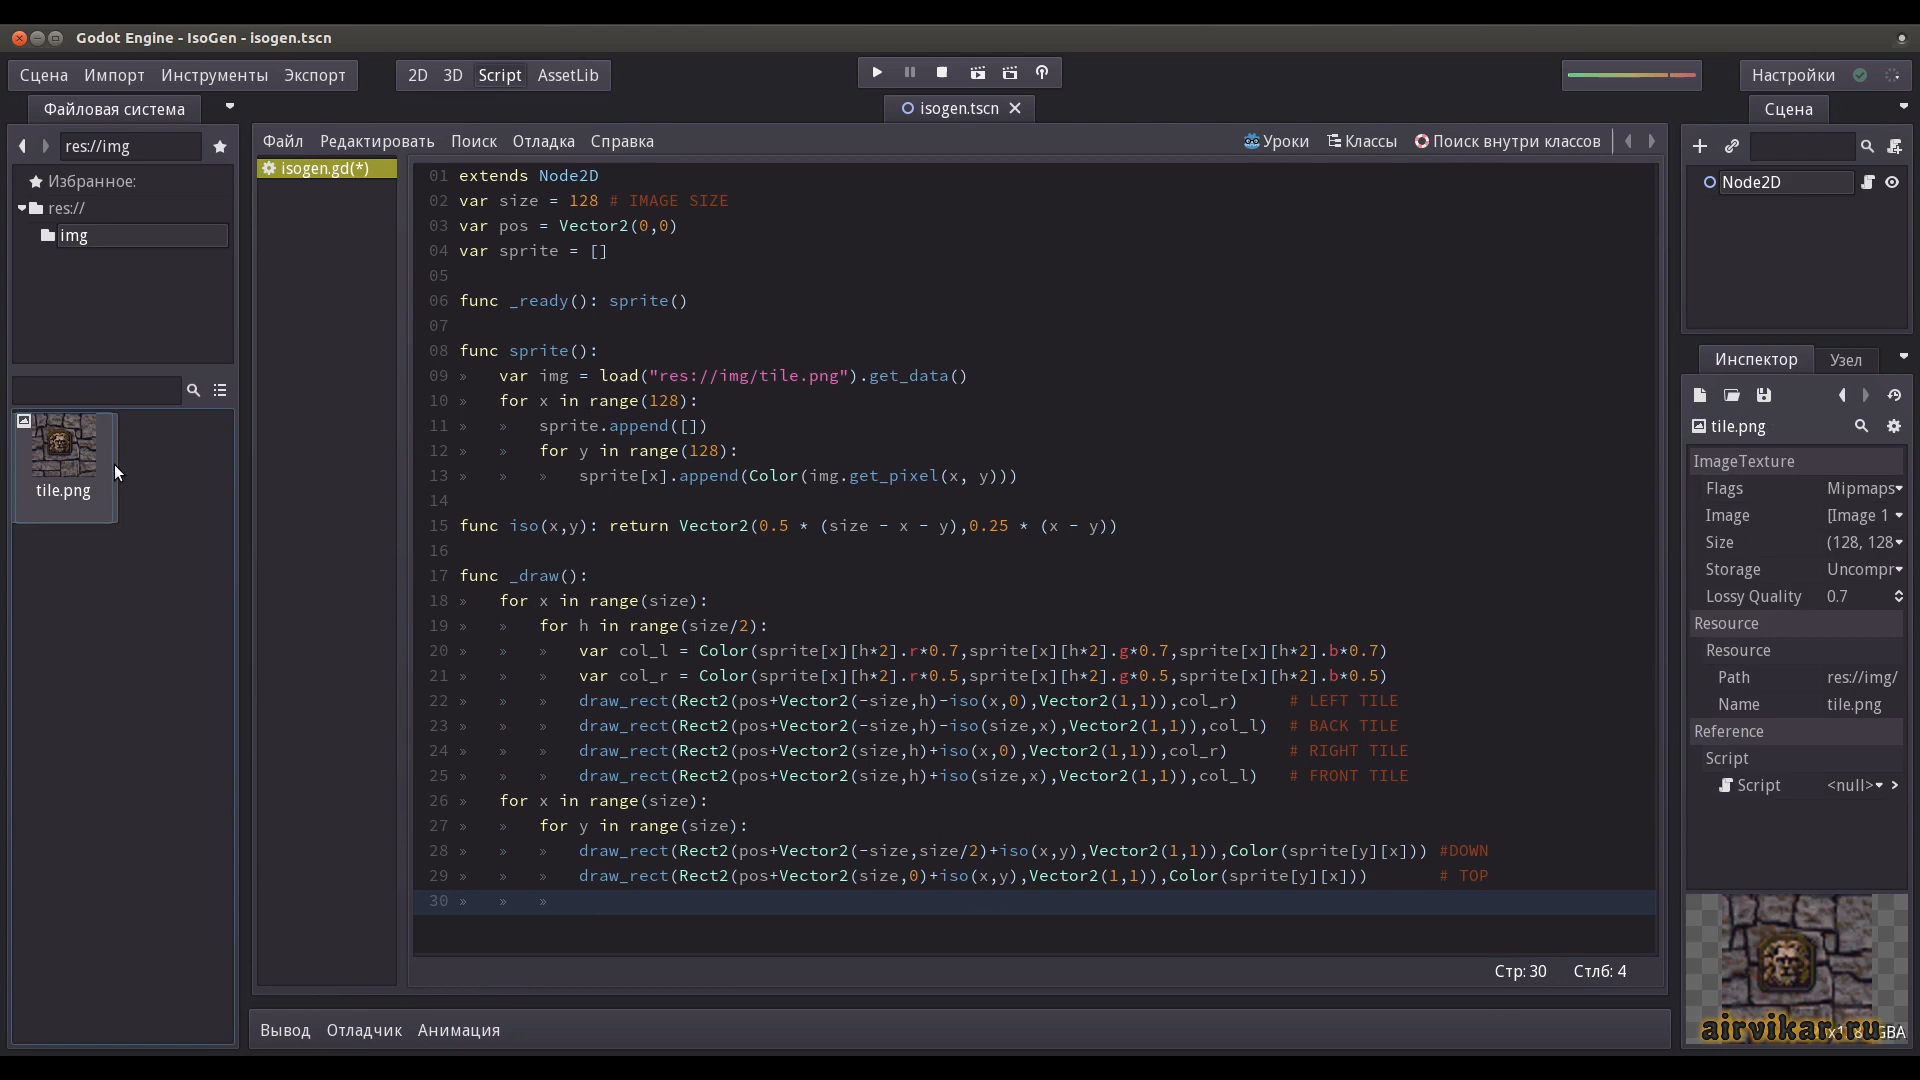 Godot Engine - IsoGen - isogen.tscn
Сцена Импорт Инструменты Экспорт
2D 3D Script AssetLib
Настройки
Файловая система
isogen.tscn
Сцена
res://img
Избранное:
res://
img
tile.png
Файл Редактировать Поиск Отладка Справка
Уроки Классы Поиск внутри классов
isogen.gd(*)
01 extends Node2D
02 var size = 128 # IMAGE SIZE
03 var pos = Vector2(0,0)
04 var sprite = []
05
06 func _ready(): sprite()
07
08 func sprite():
09 » var img = load("res://img/tile.png").get_data()
10 » for x in range(128):
11 » » sprite.append([])
12 » » for y in range(128):
13 » » » sprite[x].append(Color(img.get_pixel(x, y)))
14
15 func iso(x,y): return Vector2(0.5 * (size - x - y),0.25 * (x - y))
16
17 func _draw():
18 » for x in range(size):
19 » » for h in range(size/2):
20 » » » var col_l = Color(sprite[x][h*2].r*0.7,sprite[x][h*2].g*0.7,sprite[x][h*2].b*0.7)
21 » » » var col_r = Color(sprite[x][h*2].r*0.5,sprite[x][h*2].g*0.5,sprite[x][h*2].b*0.5)
22 » » » draw_rect(Rect2(pos+Vector2(-size,h)-iso(x,0),Vector2(1,1)),col_r) # LEFT TILE
23 » » » draw_rect(Rect2(pos+Vector2(-size,h)-iso(size,x),Vector2(1,1)),col_l) # BACK TILE
24 » » » draw_rect(Rect2(pos+Vector2(size,h)+iso(x,0),Vector2(1,1)),col_r) # RIGHT TILE
25 » » » draw_rect(Rect2(pos+Vector2(size,h)+iso(size,x),Vector2(1,1)),col_l) # FRONT TILE
26 » for x in range(size):
27 » » for y in range(size):
28 » » » draw_rect(Rect2(pos+Vector2(-size,size/2)+iso(x,y),Vector2(1,1)),Color(sprite[y][x])) #DOWN
29 » » » draw_rect(Rect2(pos+Vector2(size,0)+iso(x,y),Vector2(1,1)),Color(sprite[y][x])) # TOP
30 » » »
Стр: 30 Стлб: 4
Вывод Отладчик Анимация
Node2D
Инспектор Узел
tile.png
ImageTexture
Flags Mipmaps
Image [Image 1
Size (128, 128
Storage Uncompr
Lossy Quality 0.7
Resource
Resource
Path res://img/
Name tile.png
Reference
Script
Script <null>
airvikar.ru